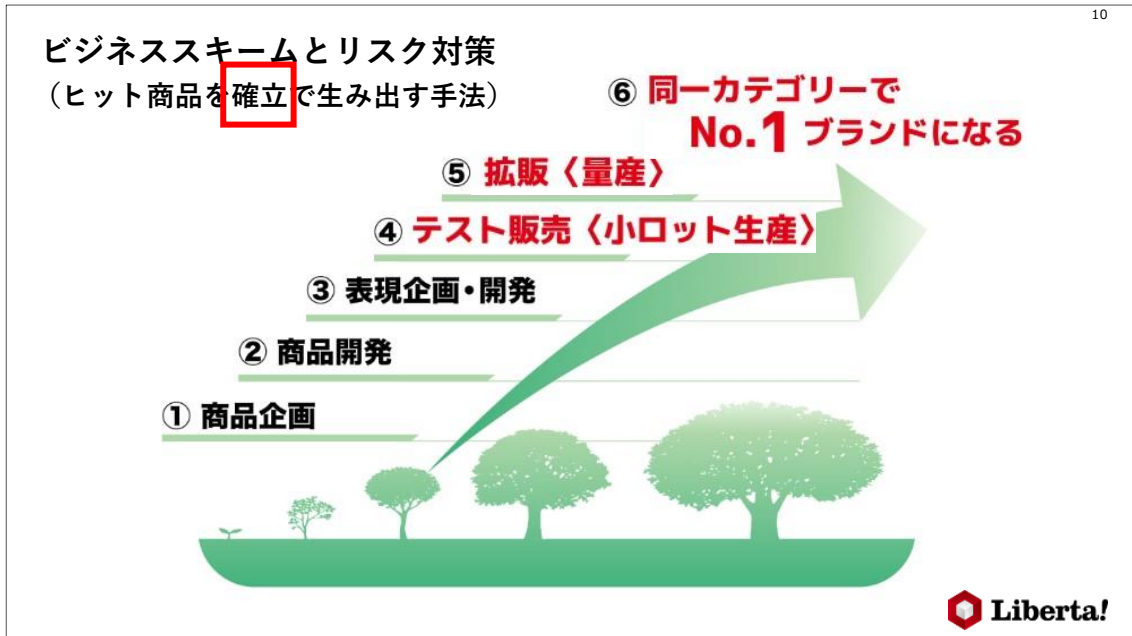 10
ビジネススキームとリスク対策
（ヒット商品を確立で生み出す手法）
⑥ 同一カテゴリーで
No.1 ブランドになる
⑤ 拡販〈量産〉
④ テスト販売〈小ロット生産〉
③ 表現企画・開発
② 商品開発
① 商品企画
Liberta!